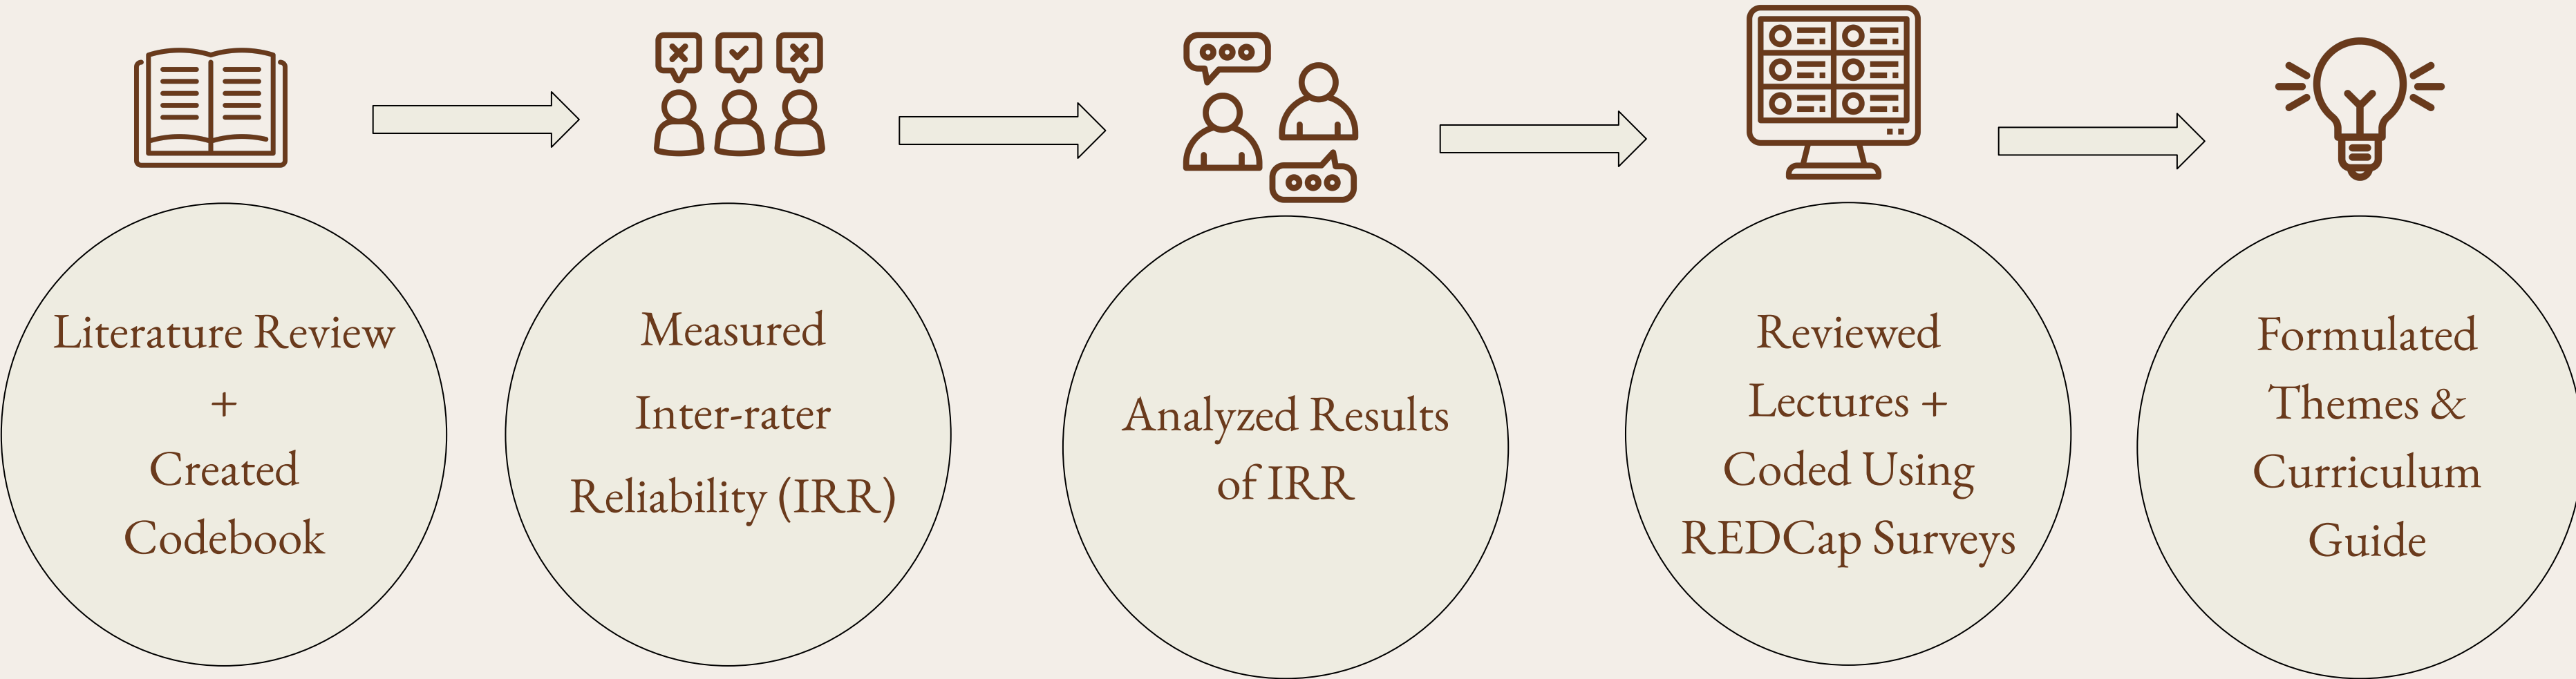 Literature Review
+
Created
Codebook
Measured
Inter-rater
Reliability (IRR)
Analyzed Results
of IRR
Reviewed
Lectures +
Coded Using
REDCap Surveys
Formulated
Themes &
Curriculum
Guide